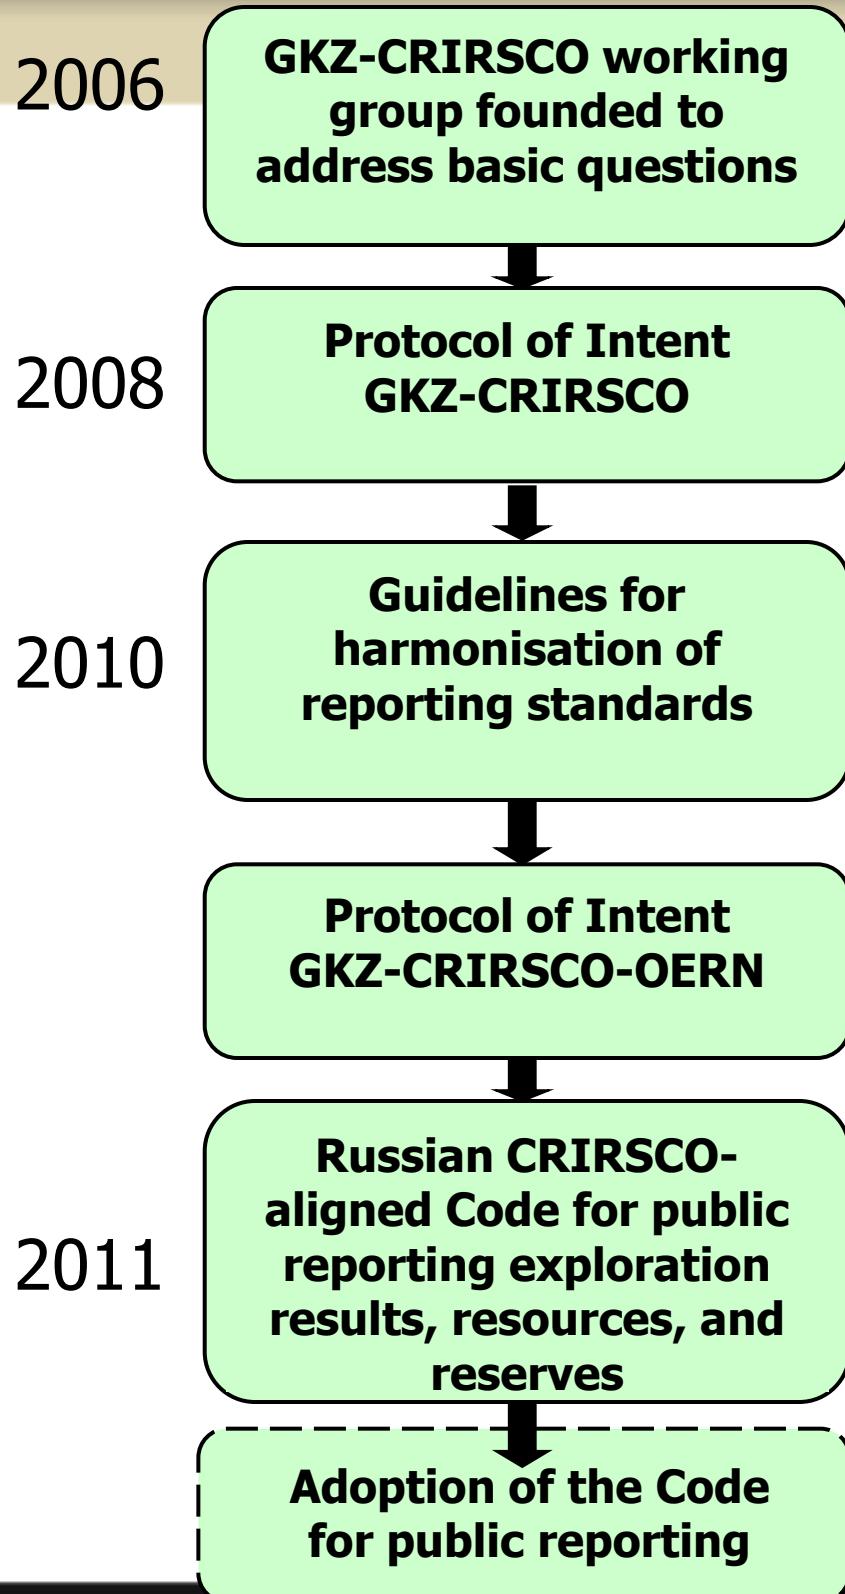 2006
GKZ-CRIRSCO working
group founded to
address basic questions
2008
Protocol of Intent
GKZ-CRIRSCO
2010
Guidelines for
harmonisation of
reporting standards
Protocol of Intent
GKZ-CRIRSCO-OERN
2011
Russian CRIRSCO-
aligned Code for public
reporting exploration
results, resources, and
reserves
Adoption of the Code
for public reporting